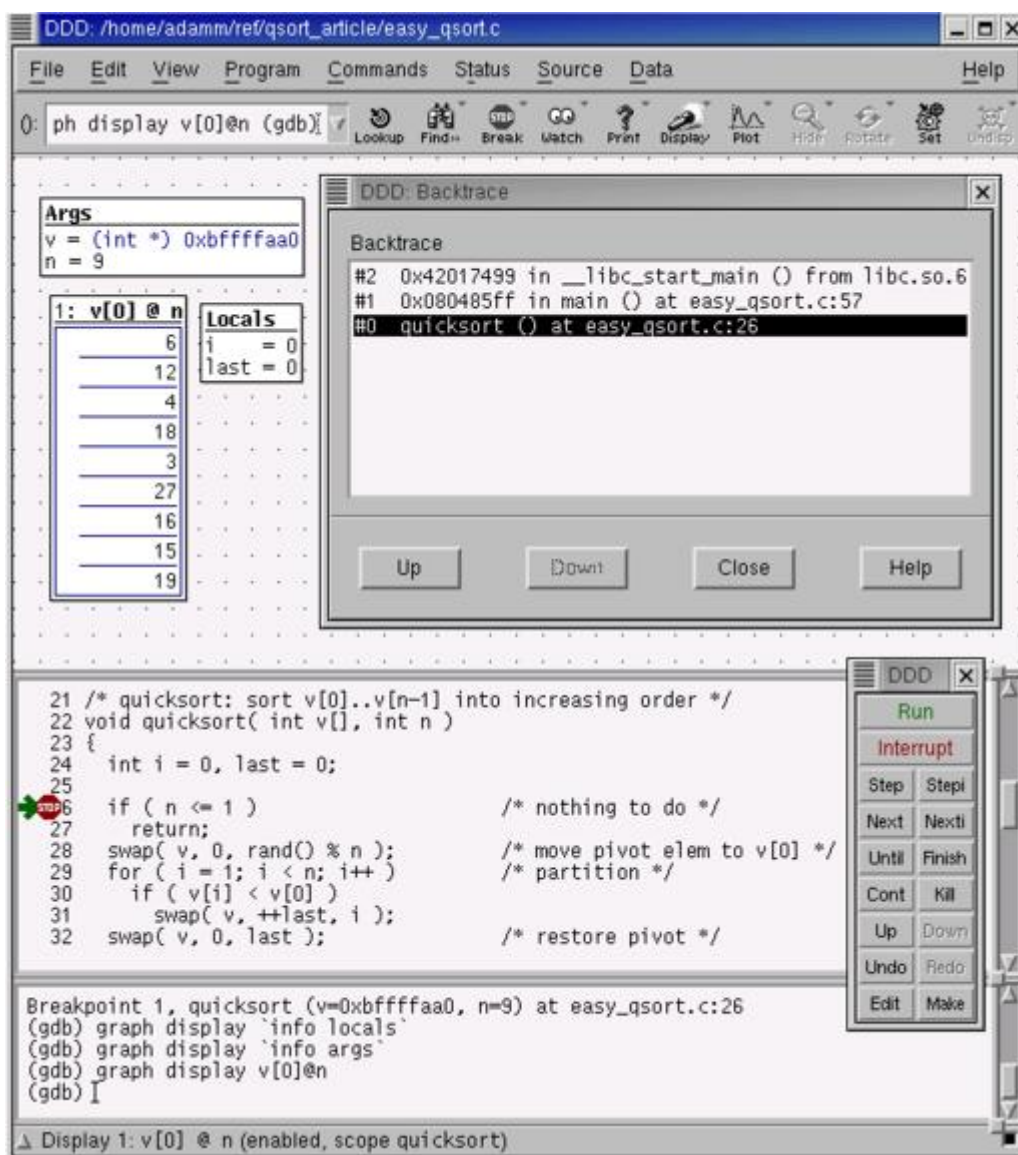 DDD: /home/adamm/ref/qsort_article/easy_qsort.c
File Edit View Program Commands Status Source Data Help
(): ph display v[0]@n (gdb)
Lookup Find» Break Watch Print Display Plot Hide Rotate Set Undisp
Args
v = (int *) 0xbffffaa0
n = 9
1: v[0] @ n
6
12
4
18
3
27
16
15
19
Locals
i = 0
last = 0
DDD: Backtrace
Backtrace
#2 0x42017499 in __libc_start_main () from libc.so.6
#1 0x080485ff in main () at easy_qsort.c:57
#0 quicksort () at easy_qsort.c:26
Up Down Close Help
21 /* quicksort: sort v[0]..v[n-1] into increasing order */
22 void quicksort( int v[], int n )
23 {
24 int i = 0, last = 0;
25
STOP 6 if ( n <= 1 ) /* nothing to do */
27 return;
28 swap( v, 0, rand() % n ); /* move pivot elem to v[0] */
29 for ( i = 1; i < n; i++ ) /* partition */
30 if ( v[i] < v[0] )
31 swap( v, ++last, i );
32 swap( v, 0, last ); /* restore pivot */
DDD
Run
Interrupt
Step Stepi
Next Nexti
Until Finish
Cont Kill
Up Down
Undo Redo
Edit Make
Breakpoint 1, quicksort (v=0xbffffaa0, n=9) at easy_qsort.c:26
(gdb) graph display `info locals`
(gdb) graph display `info args`
(gdb) graph display v[0]@n
(gdb)
Display 1: v[0] @ n (enabled, scope quicksort)